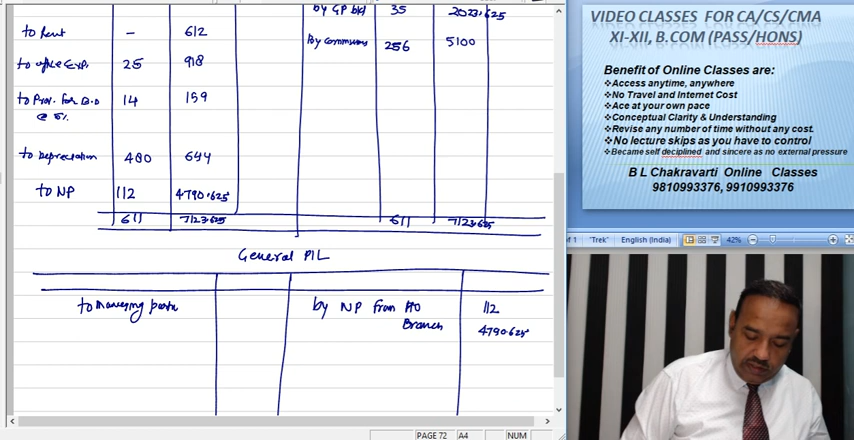 by GP b/d 35 2023.625
to Rent - 612
By Commissions 256 5100
to office Exp. 25 918
to Prov. for B.D 14 159
@ 5%
to Depreciation 460 644
to NP 112 4790.625
611 7123.625 611 7123.625
General P/L
to managing partn by NP from HO 112
Branch 4790.625
PAGE 72 A4 NUM
VIDEO CLASSES FOR CA/CS/CMA
XI-XII, B.COM (PASS/HONS)
Benefit of Online Classes are:
❖Access anytime, anywhere
❖No Travel and Internet Cost
❖Ace at your own pace
❖Conceptual Clarity & Understanding
❖Revise any number of time without any cost.
❖No lecture skips as you have to control
❖Became self deciplined and sincere as no external pressure
B L Chakravarti Online Classes
9810993376, 9910993376
of 1 "Trek" English (India) 42%